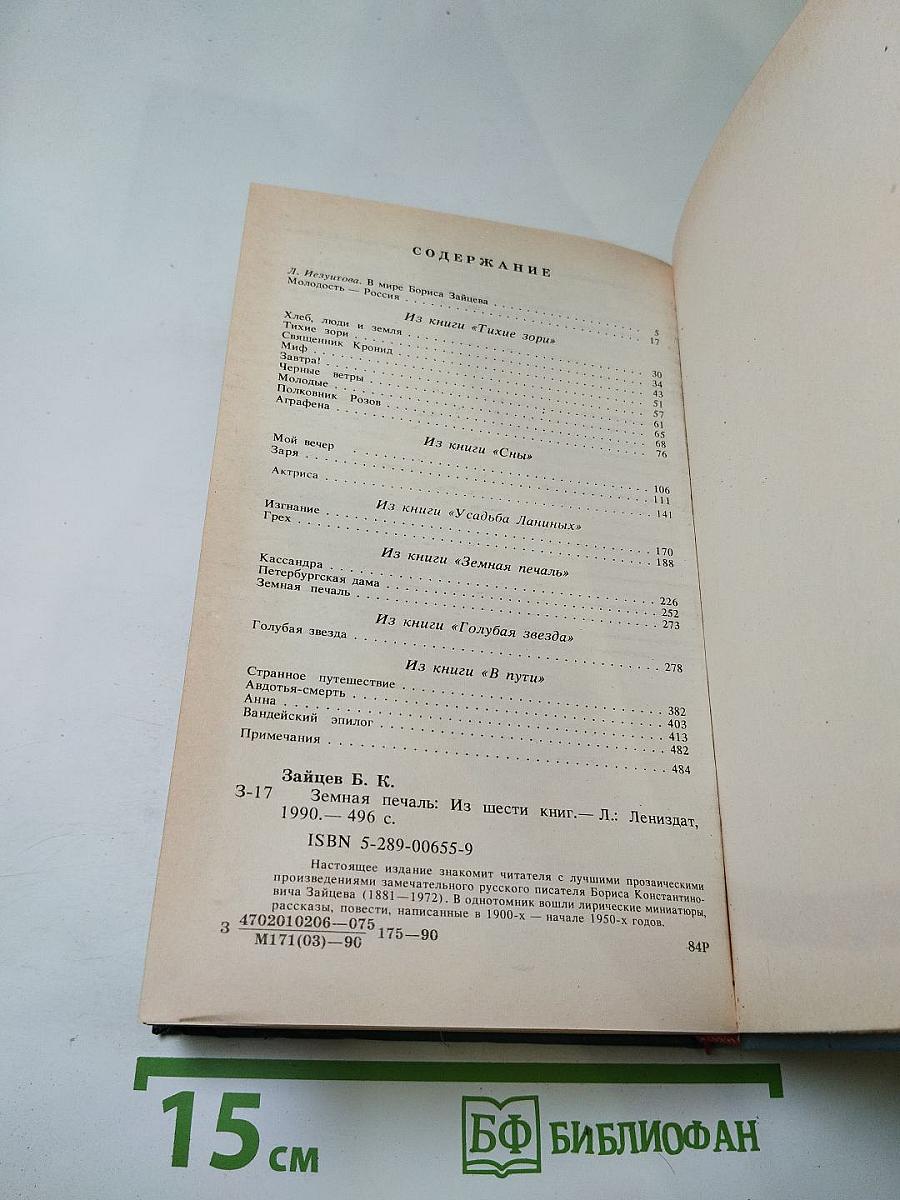 СОДЕРЖАНИЕ
Л. Иезуитова. В мире Бориса Зайцева . . . . . 5
Молодость — Россия . . . . . 17
Из книги «Тихие зори»
Хлеб, люди и земля . . . . . 30
Тихие зори . . . . . 34
Священник Кронид . . . . . 43
Миф . . . . . 51
Завтра! . . . . . 57
Черные ветры . . . . . 61
Молодые . . . . . 65
Полковник Розов . . . . . 68
Аграфена . . . . . 76
Из книги «Сны»
Мой вечер . . . . . 106
Заря . . . . . 111
Актриса . . . . . 141
Из книги «Усадьба Ланиных»
Изгнание . . . . . 170
Грех . . . . . 188
Из книги «Земная печаль»
Кассандра . . . . . 226
Петербургская дама . . . . . 252
Земная печаль . . . . . 273
Из книги «Голубая звезда»
Голубая звезда . . . . . 278
Из книги «В пути»
Странное путешествие . . . . . 382
Авдотья-смерть . . . . . 403
Анна . . . . . 413
Вандейский эпилог . . . . . 482
Примечания . . . . . 484
Зайцев Б. К.
З-17 Земная печаль: Из шести книг.— Л.: Лениздат,
1990.— 496 с.
ISBN 5-289-00655-9
Настоящее издание знакомит читателя с лучшими прозаическими
произведениями замечательного русского писателя Бориса Константино-
вича Зайцева (1881—1972). В однотомник вошли лирические миниатюры,
рассказы, повести, написанные в 1900-х — начале 1950-х годов.
З 4702010206—075 175—90
М171(03)—90
84Р
15 см
БФ БИБЛИОФАН